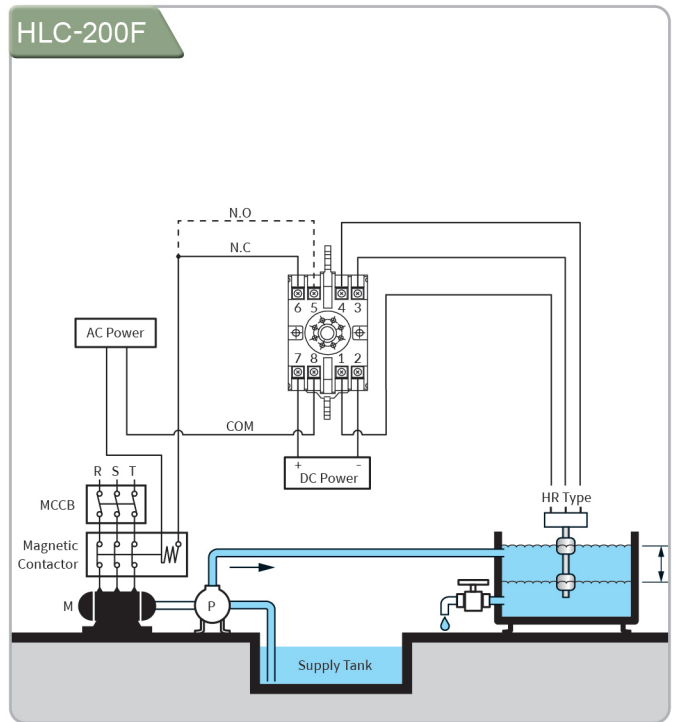 HLC-200F
N.O
N.C
6 5 4 3
AC Power
7 8 1 2
COM
+ −
DC Power
R S T
MCCB
HR Type
Magnetic
Contactor
M
P
Supply Tank